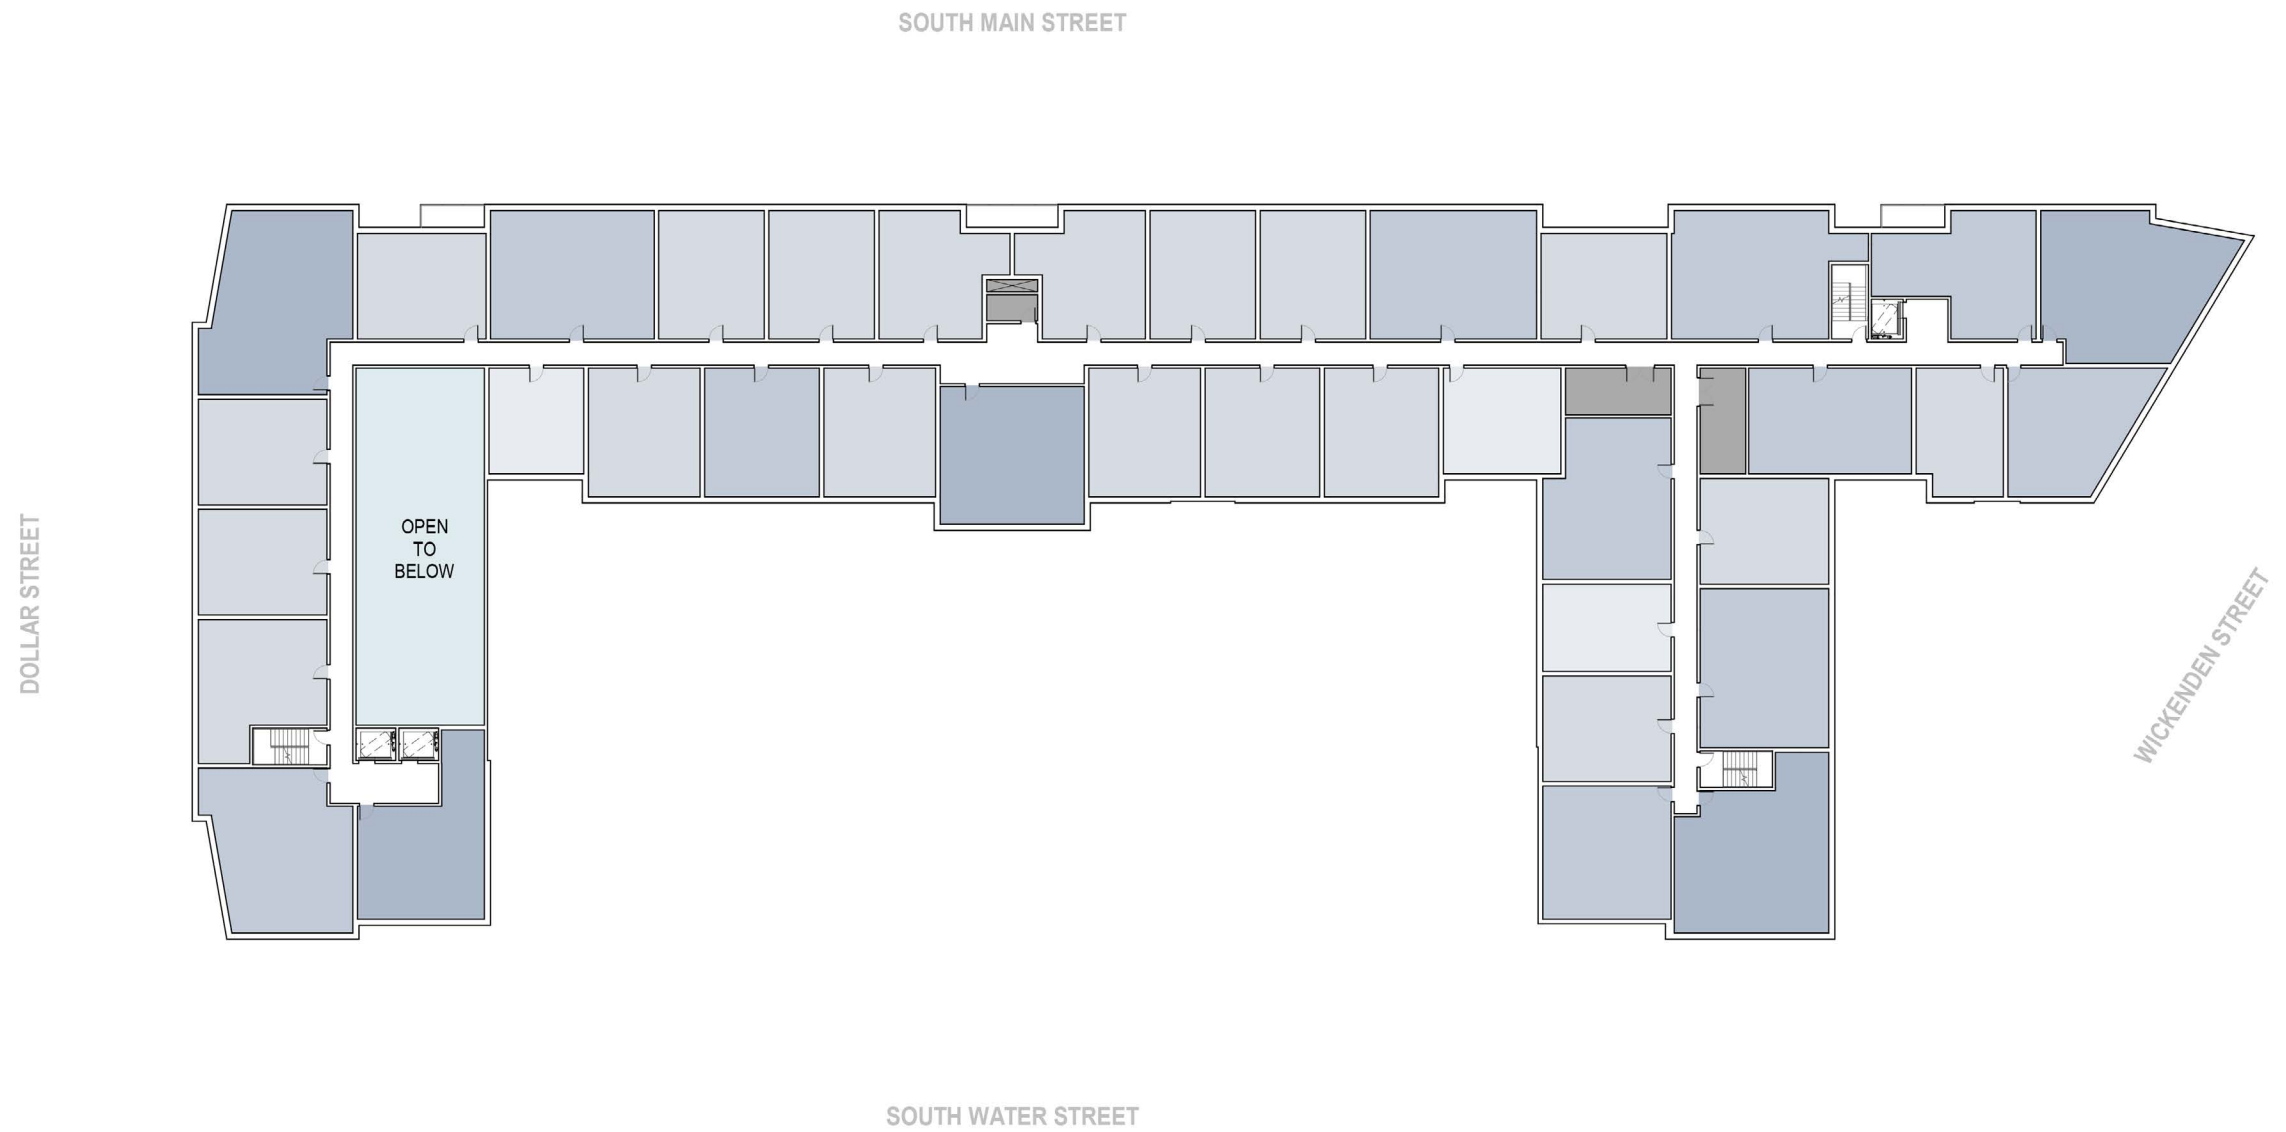 SOUTH MAIN STREET
OPEN
TO
BELOW
DOLLAR STREET
WICKENDEN STREET
SOUTH WATER STREET